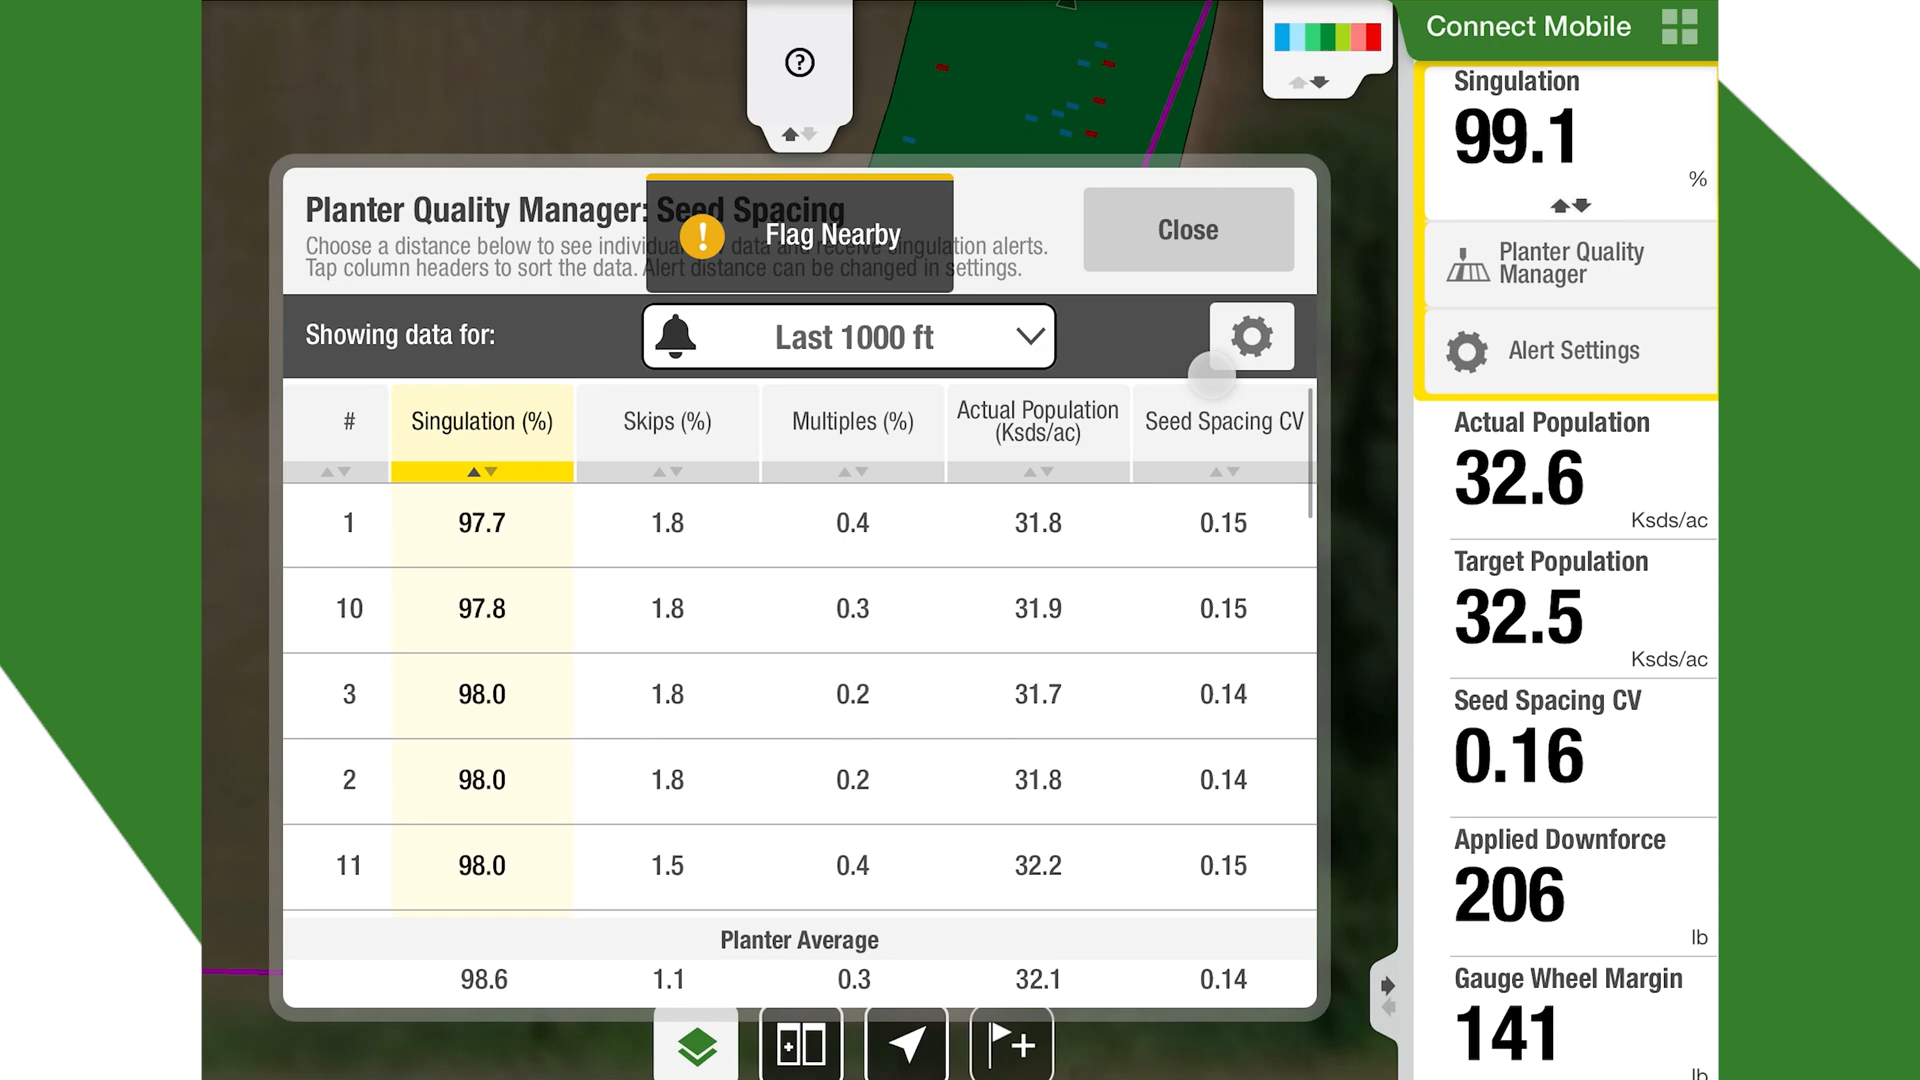 Connect Mobile
Planter Quality Manager: Seed Spacing
Flag Nearby
Choose a distance below to see individual row data and receive singulation alerts.
Tap column headers to sort the data. Alert distance can be changed in settings.
Close
Showing data for:
Last 1000 ft
# Singulation (%) Skips (%) Multiples (%) Actual Population (Ksds/ac) Seed Spacing CV
1 97.7 1.8 0.4 31.8 0.15
10 97.8 1.8 0.3 31.9 0.15
3 98.0 1.8 0.2 31.7 0.14
2 98.0 1.8 0.2 31.8 0.14
11 98.0 1.5 0.4 32.2 0.15
Planter Average
98.6 1.1 0.3 32.1 0.14
Singulation
99.1
%
Planter Quality
Manager
Alert Settings
Actual Population
32.6
Ksds/ac
Target Population
32.5
Ksds/ac
Seed Spacing CV
0.16
Applied Downforce
206
lb
Gauge Wheel Margin
141
lb